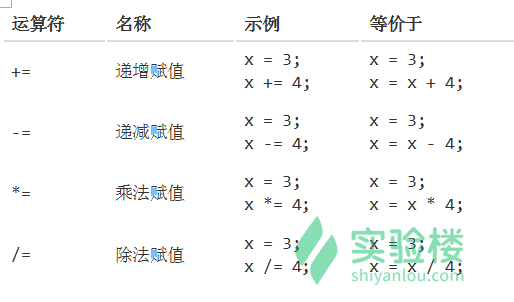 运算符 名称 示例 等价于
+= 递增赋值 x = 3; x = 3;
x += 4; x = x + 4;
-= 递减赋值 x = 3; x = 3;
x -= 4; x = x - 4;
*= 乘法赋值 x = 3; x = 3;
x *= 4; x = x * 4;
/= 除法赋值 x = 3; x = 3;
x /= 4; x = x / 4;
实验楼
shiyanlou.com